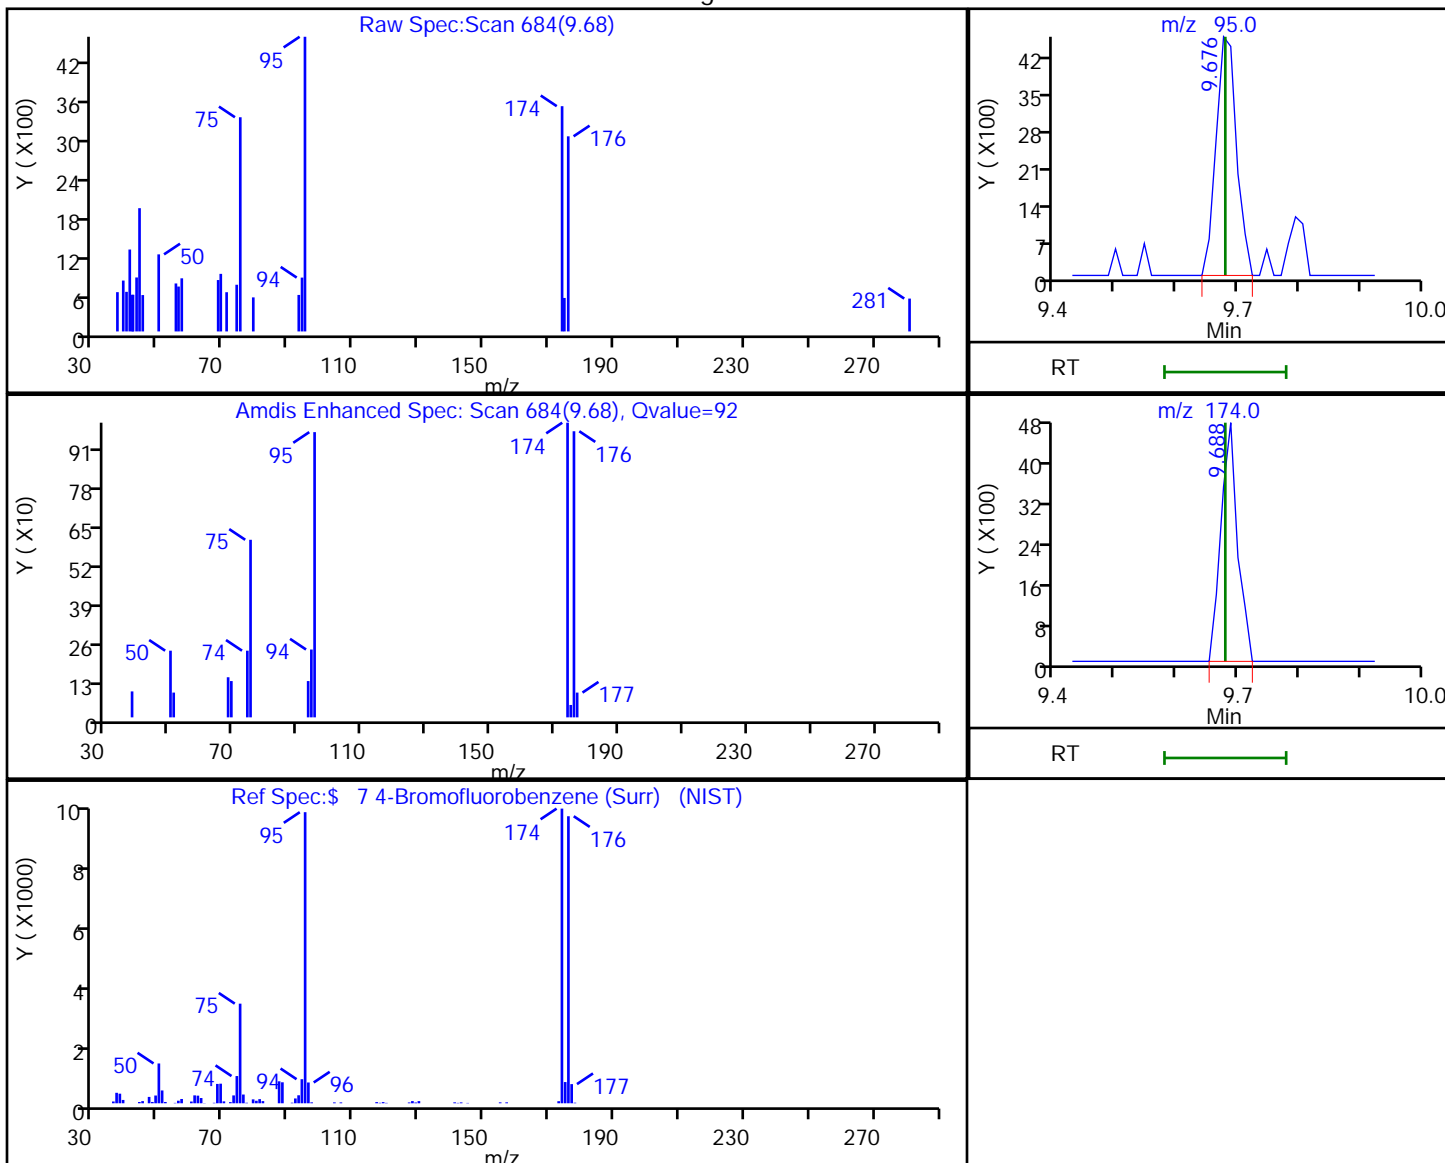 Raw Spec:Scan 684(9.68)
Y ( X100)
42
36
30
24
18
12
6
0
95
75
174
176
50
94
281
30 70 110 150 190 230 270
m/z
m/z 95.0
Y ( X100)
42
35
28
21
14
7
0
9.676
9.4 9.7 10.0
Min
RT
Amdis Enhanced Spec: Scan 684(9.68), Qvalue=92
Y ( X10)
91
78
65
52
39
26
13
0
95
174
176
75
50
74
94
177
30 70 110 150 190 230 270
m/z
m/z 174.0
Y ( X100)
48
40
32
24
16
8
0
9.688
9.4 9.7 10.0
Min
RT
Ref Spec:$ 7 4-Bromofluorobenzene (Surr) (NIST)
Y ( X1000)
10
8
6
4
2
0
95
174
176
75
50
74
94
96
177
30 70 110 150 190 230 270
m/z